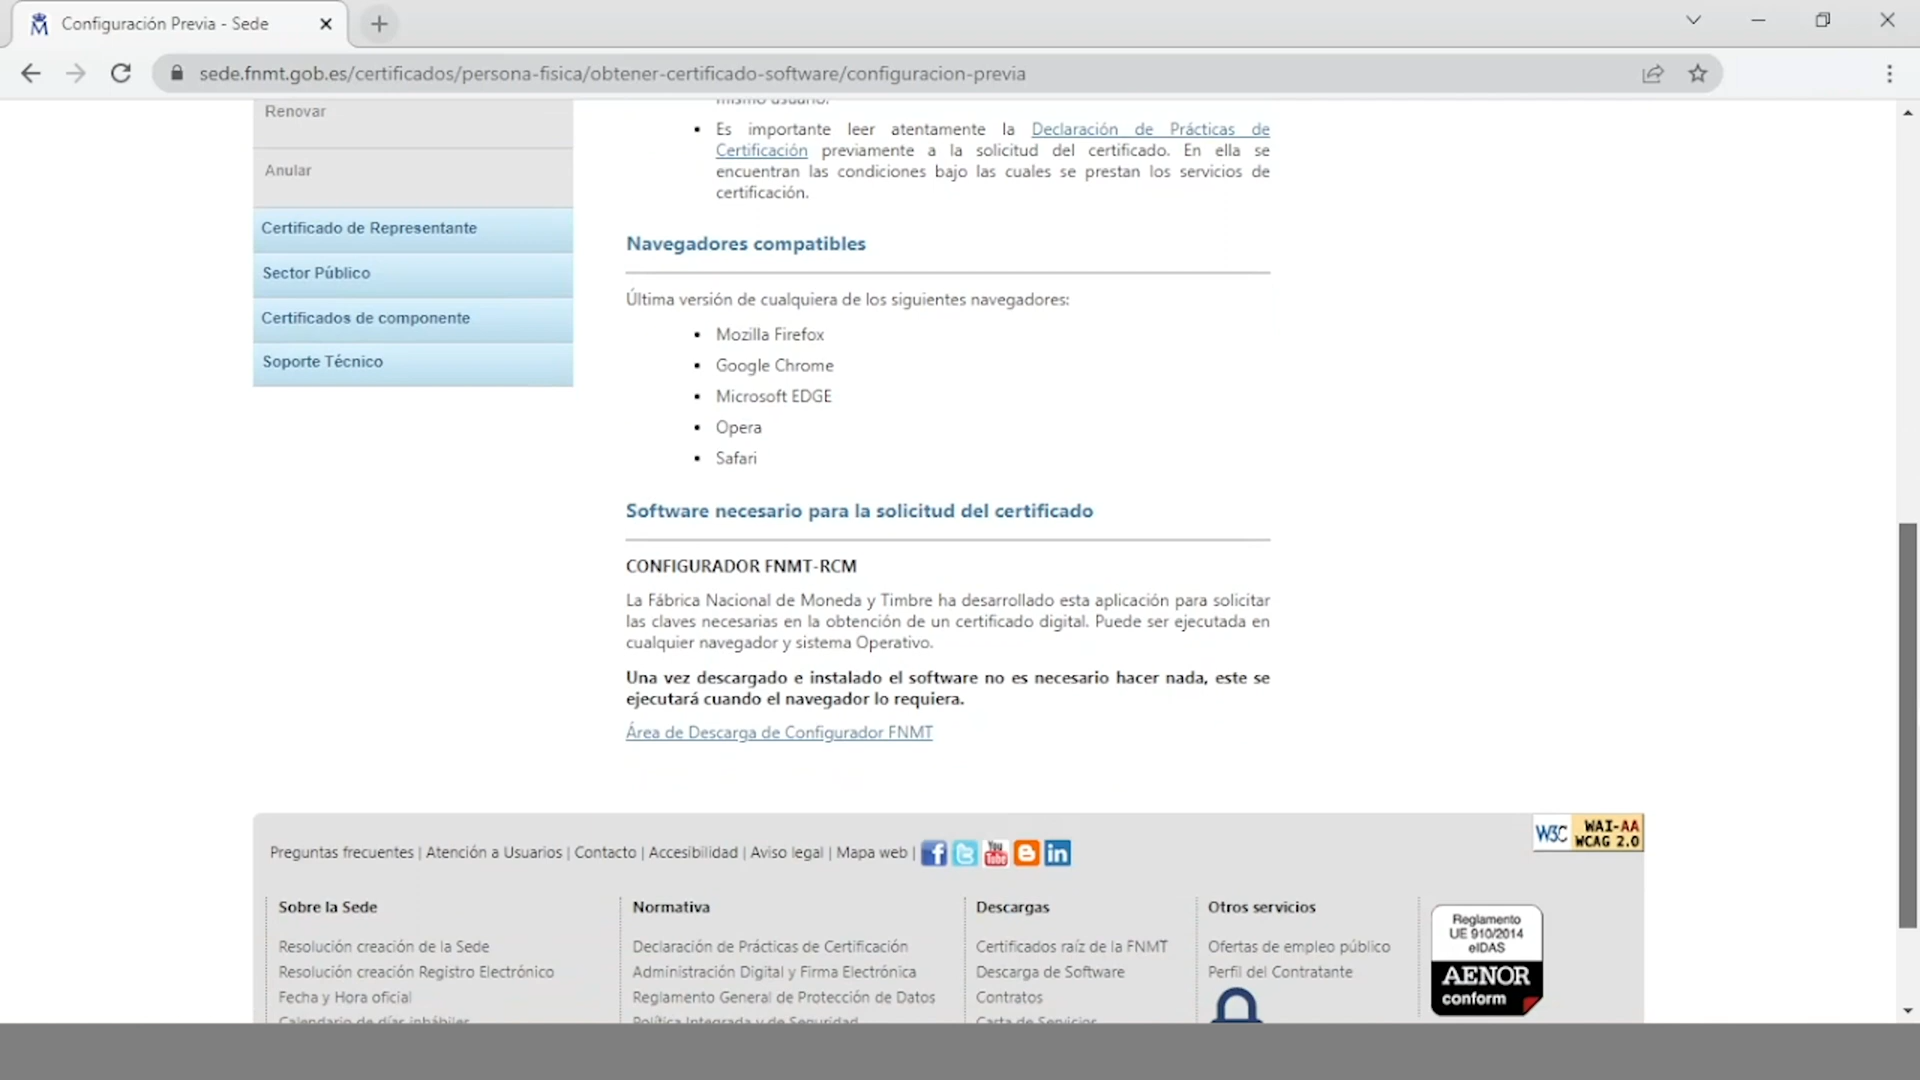 Configuración Previa - Sede
sede.fnmt.gob.es/certificados/persona-fisica/obtener-certificado-software/configuracion-previa
Renovar
Anular
Certificado de Representante
Sector Público
Certificados de componente
Soporte Técnico
mismo usuario.
Es importante leer atentamente la Declaración de Prácticas de
Certificación previamente a la solicitud del certificado. En ella se
encuentran las condiciones bajo las cuales se prestan los servicios de
certificación.
Navegadores compatibles
Última versión de cualquiera de los siguientes navegadores:
Mozilla Firefox
Google Chrome
Microsoft EDGE
Opera
Safari
Software necesario para la solicitud del certificado
CONFIGURADOR FNMT-RCM
La Fábrica Nacional de Moneda y Timbre ha desarrollado esta aplicación para solicitar
las claves necesarias en la obtención de un certificado digital. Puede ser ejecutada en
cualquier navegador y sistema Operativo.
Una vez descargado e instalado el software no es necesario hacer nada, este se
ejecutará cuando el navegador lo requiera.
Área de Descarga de Configurador FNMT
W3C WAI-AA
WCAG 2.0
Preguntas frecuentes | Atención a Usuarios | Contacto | Accesibilidad | Aviso legal | Mapa web |
You
Tube
in
Sobre la Sede
Resolución creación de la Sede
Resolución creación Registro Electrónico
Fecha y Hora oficial
Calendario de días inhábiles
Normativa
Declaración de Prácticas de Certificación
Administración Digital y Firma Electrónica
Reglamento General de Protección de Datos
Política Integrada y de Seguridad
Descargas
Certificados raíz de la FNMT
Descarga de Software
Contratos
Carta de Servicios
Otros servicios
Ofertas de empleo público
Perfil del Contratante
Reglamento
UE 910/2014
eIDAS
AENOR
conform